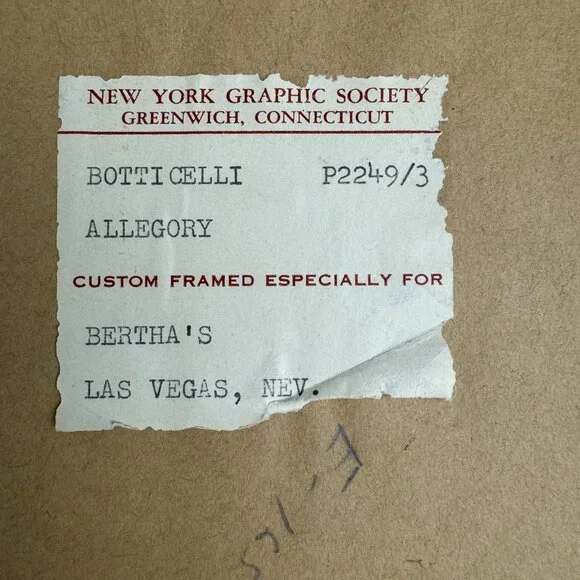 NEW YORK GRAPHIC SOCIETY
GREENWICH, CONNECTICUT
BOTTICELLI P2249/3
ALLEGORY
CUSTOM FRAMED ESPECIALLY FOR
BERTHA'S
LAS VEGAS, NEV.